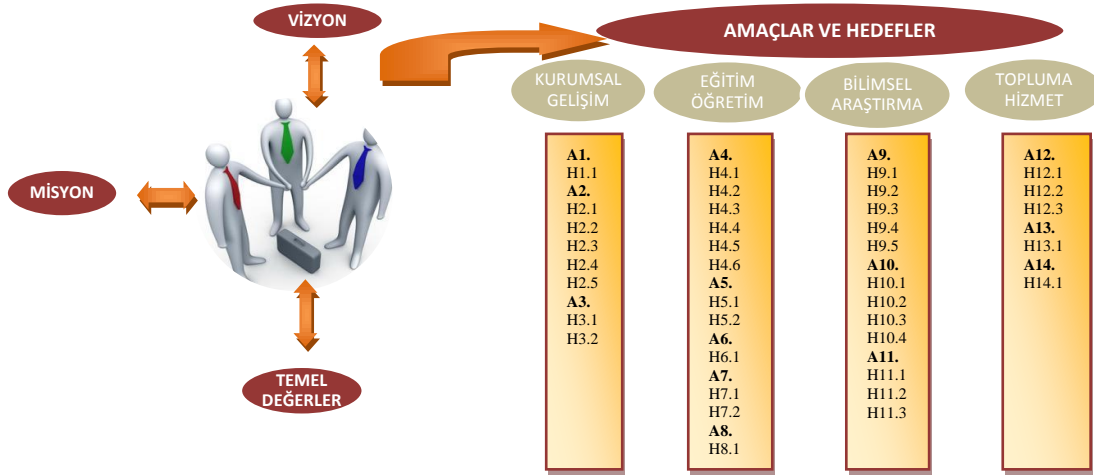 VİZYON
AMAÇLAR VE HEDEFLER
MİSYON
TEMEL
DEĞERLER
KURUMSAL
GELİŞİM
A1.
H1.1
A2.
H2.1
H2.2
H2.3
H2.4
H2.5
A3.
H3.1
H3.2
EĞİTİM
ÖĞRETİM
A4.
H4.1
H4.2
H4.3
H4.4
H4.5
H4.6
A5.
H5.1
H5.2
A6.
H6.1
A7.
H7.1
H7.2
A8.
H8.1
BİLİMSEL
ARAŞTIRMA
A9.
H9.1
H9.2
H9.3
H9.4
H9.5
A10.
H10.1
H10.2
H10.3
H10.4
A11.
H11.1
H11.2
H11.3
TOPLUMA
HİZMET
A12.
H12.1
H12.2
H12.3
A13.
H13.1
A14.
H14.1